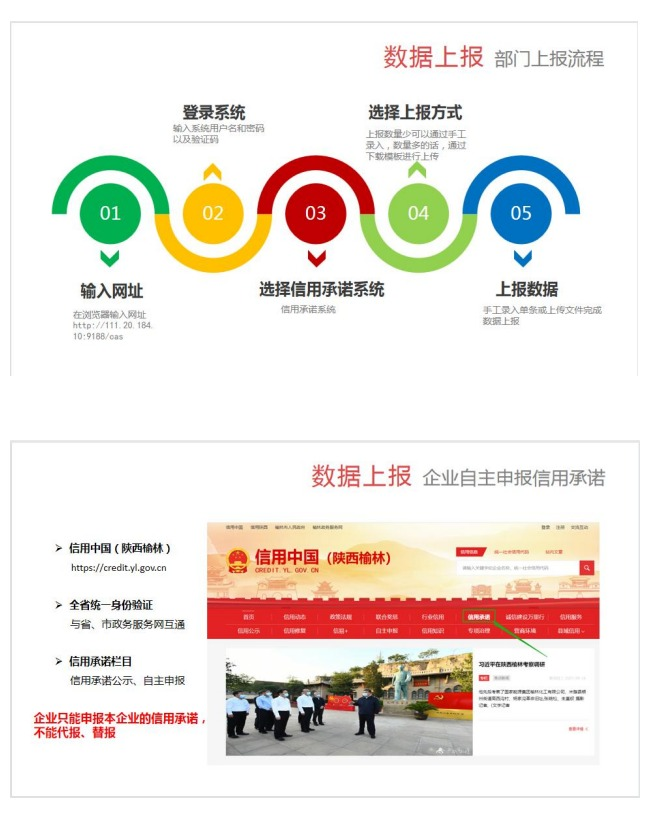 数据上报 部门上报流程
登录系统
输入系统用户名和密码
以及验证码
选择上报方式
上报数量少可以通过手工
录入，数量多的话，通过
下载模板进行上传
01
02
03
04
05
输入网址
在浏览器输入网址
http://111.20.184.
10:9188/cas
选择信用承诺系统
信用承诺系统
上报数据
手工录入单条或上传文件完成
数据上报
数据上报 企业自主申报信用承诺
信用中国（陕西榆林）
https://credit.yl.gov.cn
全省统一身份验证
与省、市政务服务网互通
信用承诺栏目
信用承诺公示、自主申报
企业只能申报本企业的信用承诺，
不能代报、替报
信用中国（陕西榆林）
CREDIT.YL.GOV.CN
首页 信用动态 政策法规 联合奖惩 行业信用 信用承诺 诚信建设万里行 信用服务
信用公示 信用修复 信易+ 自主申报 信用知识 专项治理 营商环境 县域信用
习近平在陕西榆林考察调研